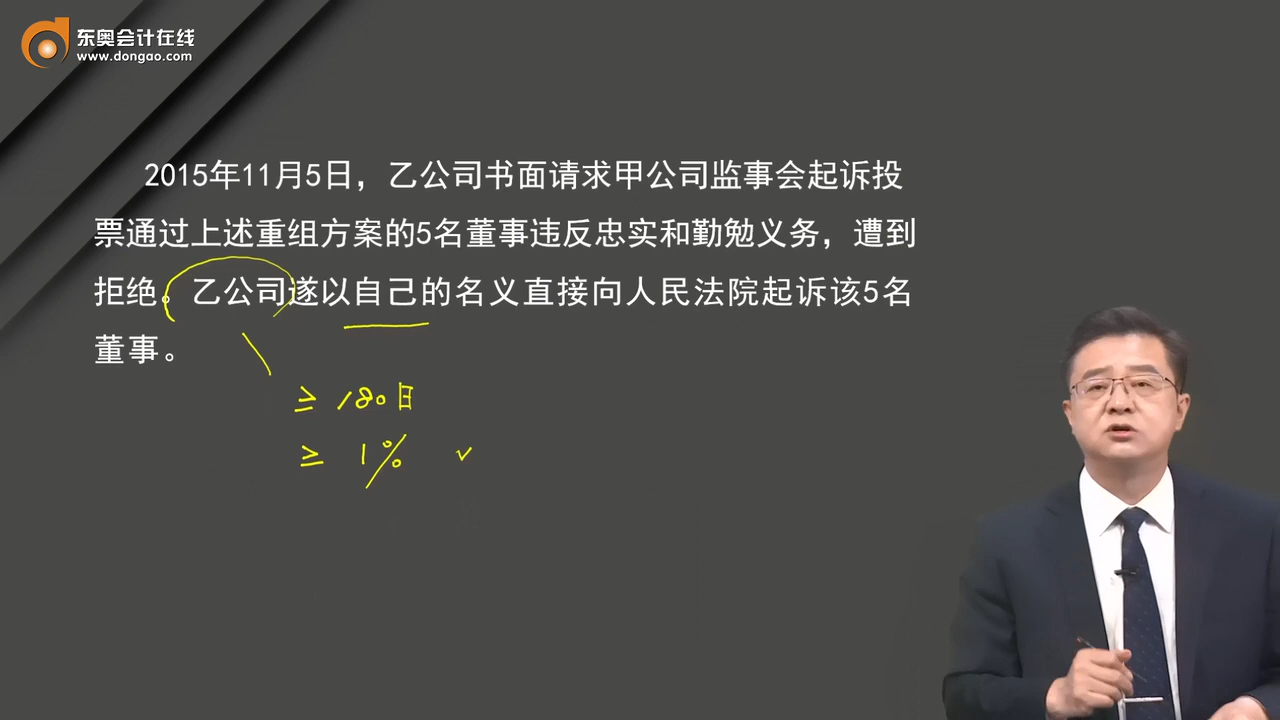 东奥会计在线
www.dongao.com
2015年11月5日，乙公司书面请求甲公司监事会起诉投
票通过上述重组方案的5名董事违反忠实和勤勉义务，遭到
拒绝。乙公司遂以自己的名义直接向人民法院起诉该5名
董事。
≥ 180日
≥ 1% ✓